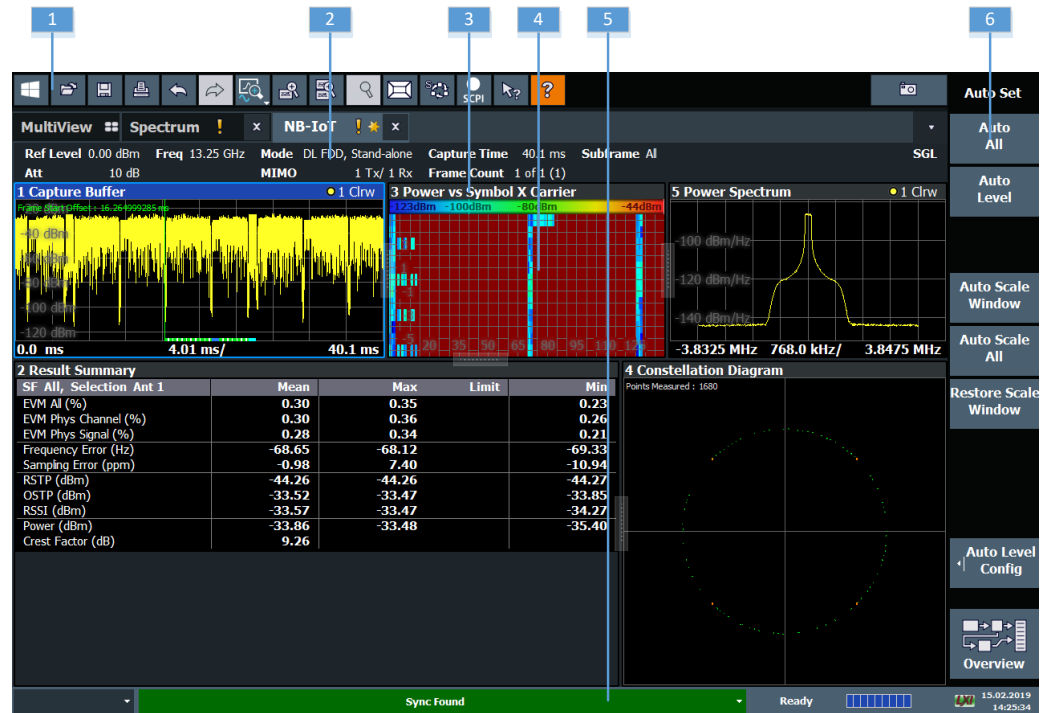 1 2 3 4 5 6
SCPI ?
Auto Set
MultiView Spectrum ! x NB-IoT ! x
Ref Level 0.00 dBm Freq 13.25 GHz Mode DL FDD, Stand-alone Capture Time 40.1 ms Subframe All SGL
Att 10 dB MIMO 1 Tx/ 1 Rx Frame Count 1 of 1 (1)
1 Capture Buffer 1 Clrw
Frame Start Offset : 16.264999285 ms
-40 dBm
-100 dBm
-120 dBm
0.0 ms 4.01 ms/ 40.1 ms
3 Power vs Symbol X Carrier
-123dBm -100dBm -80dBm -44dBm
-5 20 35 50 65 80 95 110 125
5 Power Spectrum 1 Clrw
-100 dBm/Hz
-120 dBm/Hz
-140 dBm/Hz
-3.8325 MHz 768.0 kHz/ 3.8475 MHz
2 Result Summary
SF All, Selection Ant 1 Mean Max Limit Min
EVM All (%) 0.30 0.35 0.23
EVM Phys Channel (%) 0.30 0.36 0.26
EVM Phys Signal (%) 0.28 0.34 0.21
Frequency Error (Hz) -68.65 -68.12 -69.33
Sampling Error (ppm) -0.98 7.40 -10.94
RSTP (dBm) -44.26 -44.26 -44.27
OSTP (dBm) -33.52 -33.47 -33.85
RSSI (dBm) -33.57 -33.47 -34.27
Power (dBm) -33.86 -33.48 -35.40
Crest Factor (dB) 9.26
4 Constellation Diagram
Points Measured : 1680
Auto
All
Auto
Level
Auto Scale
Window
Auto Scale
All
Restore Scale
Window
Auto Level
Config
Overview
Sync Found
Ready
LXI
15.02.2019
14:25:34